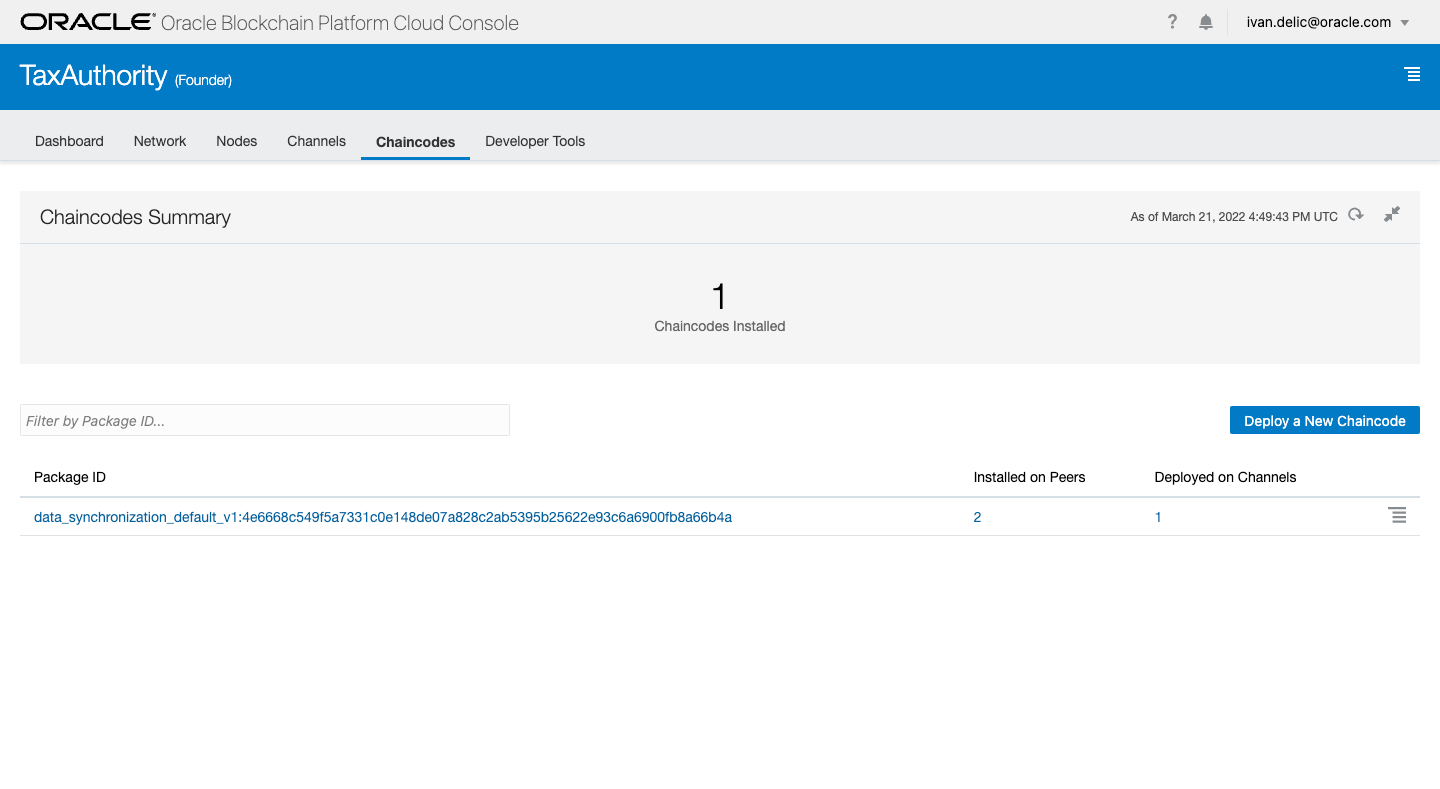 ORACLE® Oracle Blockchain Platform Cloud Console
? ivan.delic@oracle.com
TaxAuthority (Founder)
Dashboard Network Nodes Channels Chaincodes Developer Tools
Chaincodes Summary As of March 21, 2022 4:49:43 PM UTC
1
Chaincodes Installed
Filter by Package ID... Deploy a New Chaincode
Package ID Installed on Peers Deployed on Channels
data_synchronization_default_v1:4e6668c549f5a7331c0e148de07a828c2ab5395b25622e93c6a6900fb8a66b4a 2 1